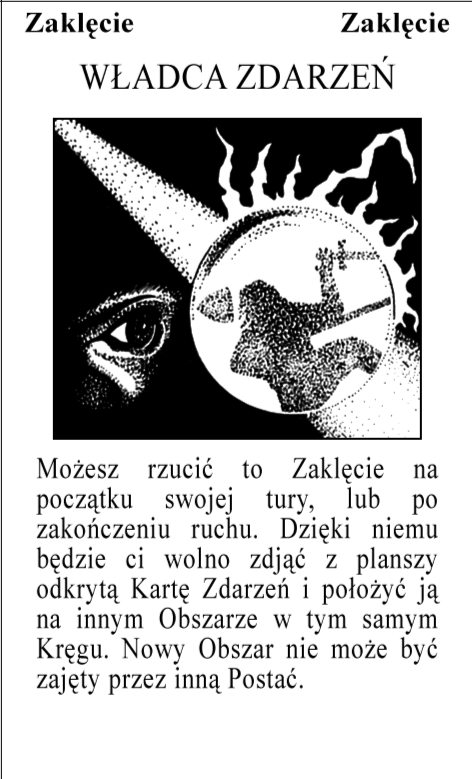 Zaklęcie Zaklęcie
WŁADCA ZDARZEŃ
Możesz rzucić to Zaklęcie na
początku swojej tury, lub po
zakończeniu ruchu. Dzięki niemu
będzie ci wolno zdjąć z planszy
odkrytą Kartę Zdarzeń i położyć ją
na innym Obszarze w tym samym
Kręgu. Nowy Obszar nie może być
zajęty przez inną Postać.